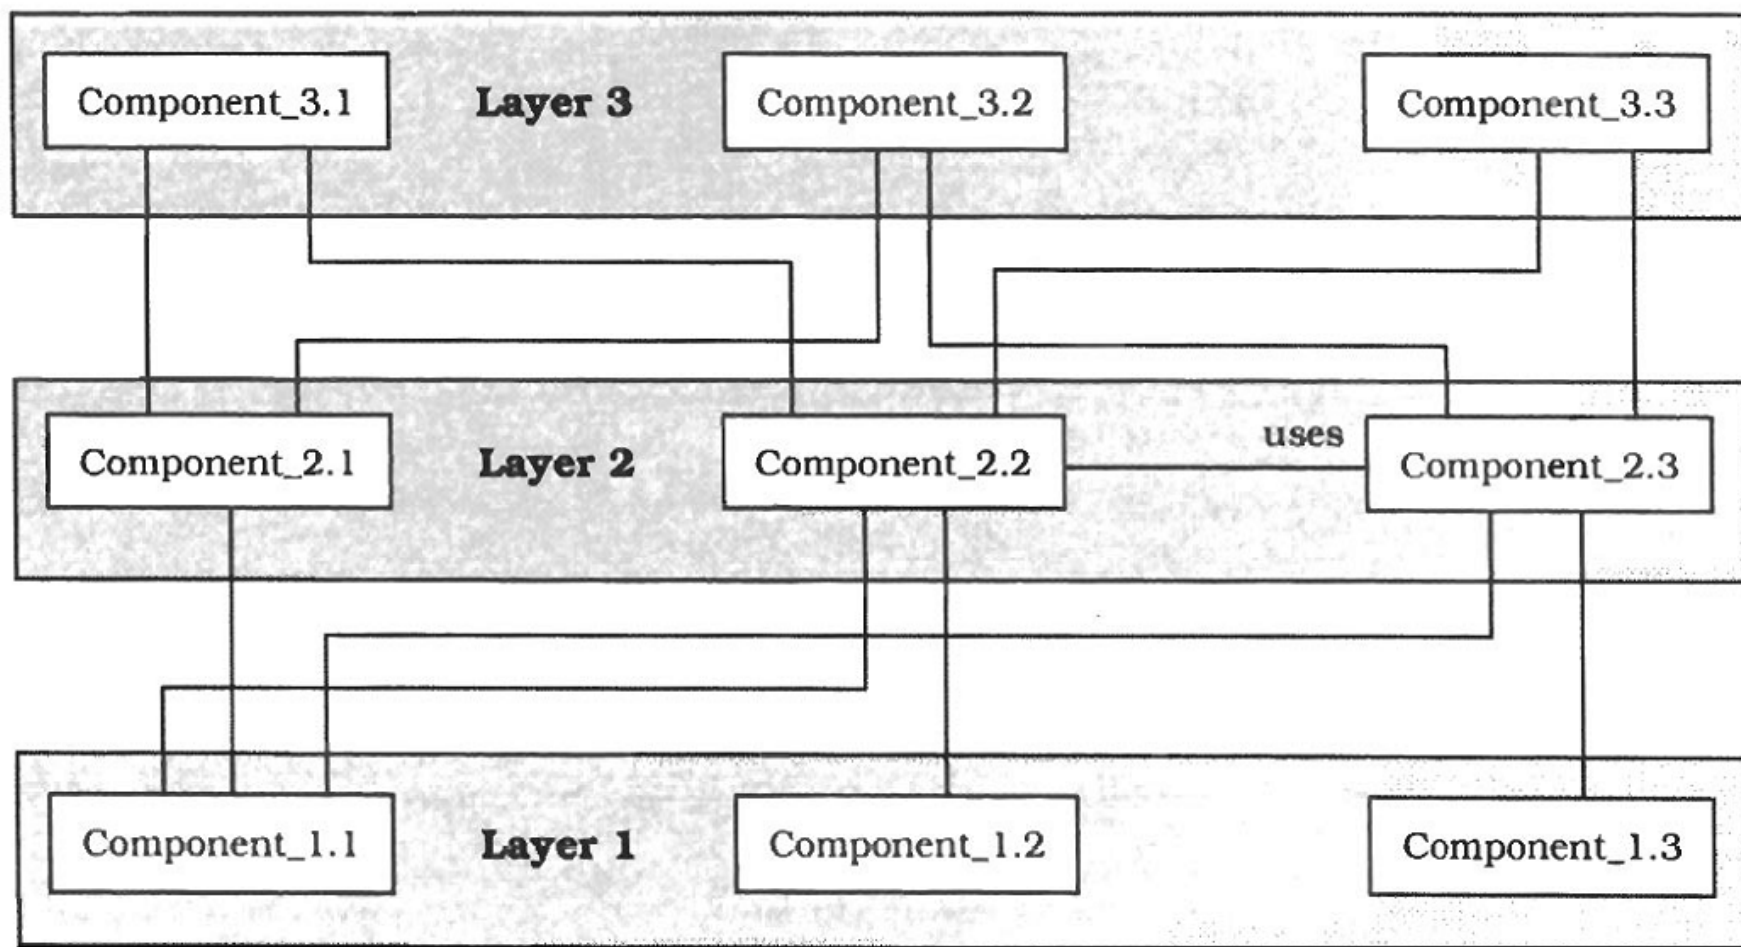 Component_3.1
Layer 3
Component_3.2
Component_3.3
uses
Component_2.1
Layer 2
Component_2.2
Component_2.3
Component_1.1
Layer 1
Component_1.2
Component_1.3